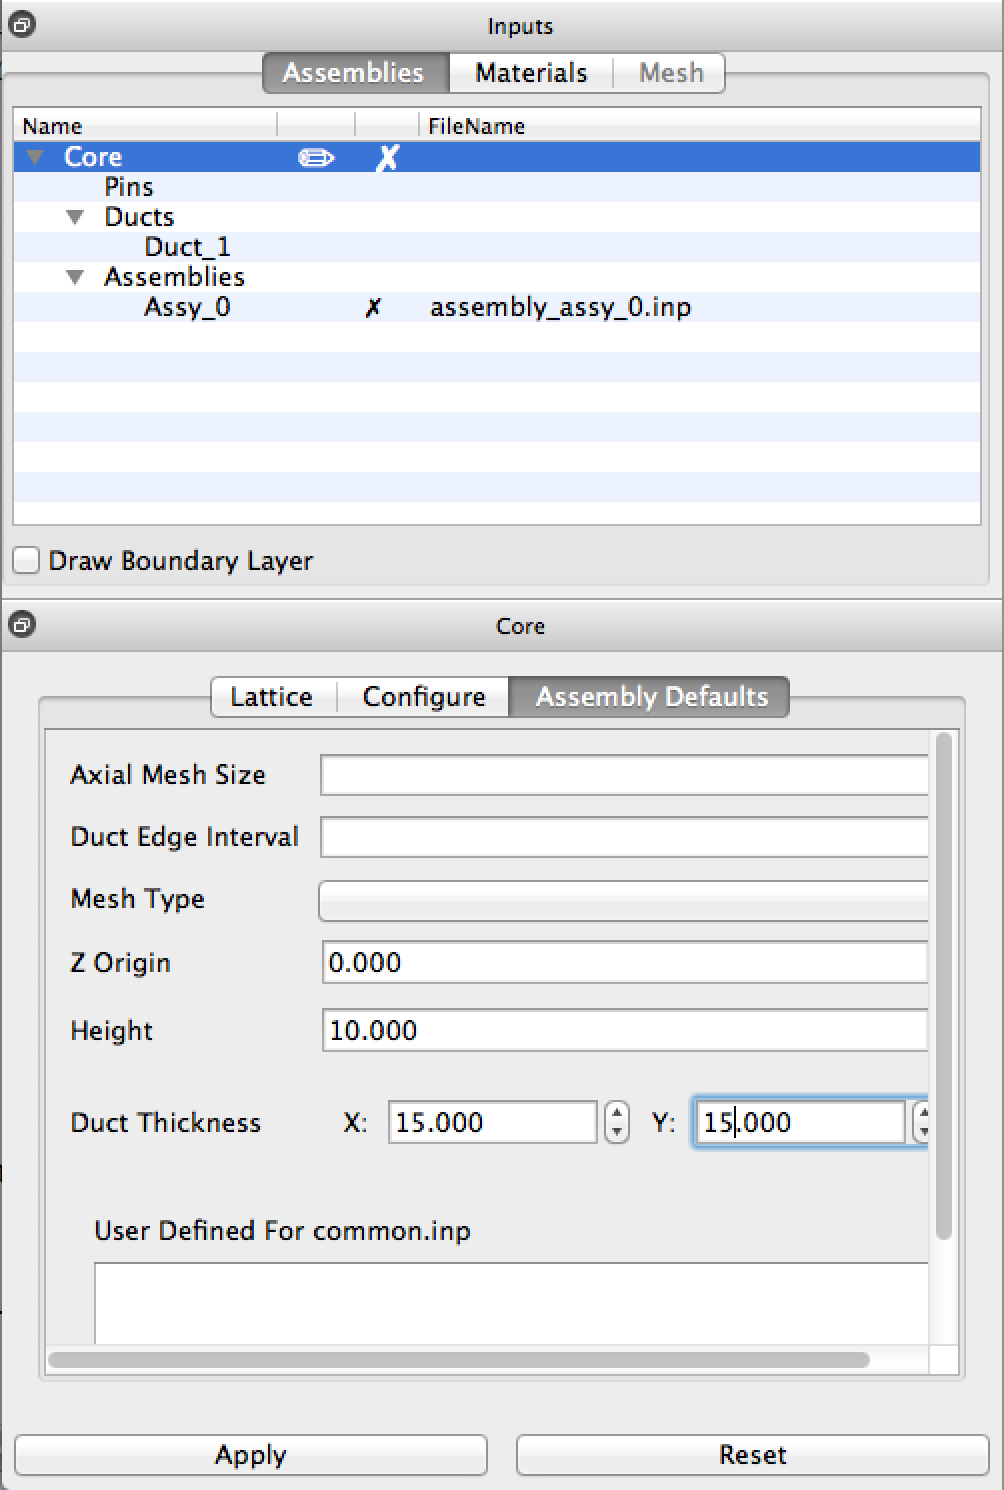 Inputs
Assemblies Materials Mesh
Name FileName
Core ✏ ✗
Pins
Ducts
Duct_1
Assemblies
Assy_0 ✗ assembly_assy_0.inp
Draw Boundary Layer
Core
Lattice Configure Assembly Defaults
Axial Mesh Size
Duct Edge Interval
Mesh Type
Z Origin 0.000
Height 10.000
Duct Thickness X: 15.000 Y: 15.000
User Defined For common.inp
Apply Reset